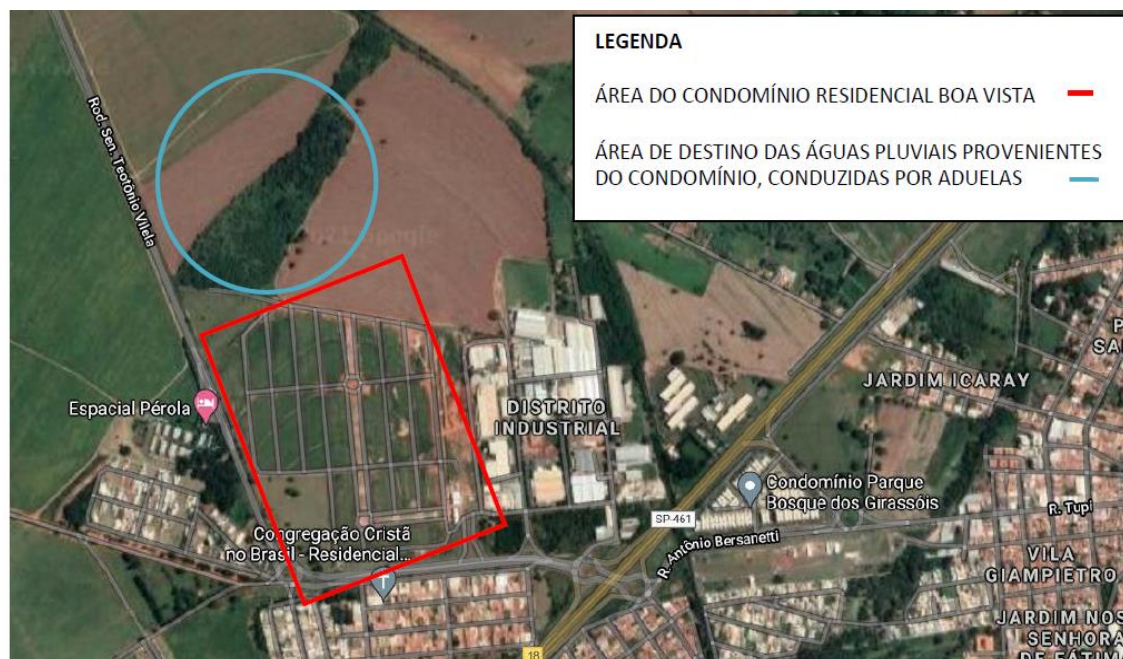 LEGENDA
ÁREA DO CONDOMÍNIO RESIDENCIAL BOA VISTA
ÁREA DE DESTINO DAS ÁGUAS PLUVIAIS PROVENIENTES
DO CONDOMÍNIO, CONDUZIDAS POR ADUELAS
Rod. Sen. Teotônio Vilela
Espacial Pérola
DISTRITO
INDUSTRIAL
JARDIM ICARAY
Condomínio Parque
Bosque dos Girassóis
SP-461
R. Antônio Bersanetti
R. Tupi
Congregação Cristã
no Brasil - Residencial...
VILA
GIAMPIETRO
JARDIM NOS
SENHORA
DE FÁTIMA
18